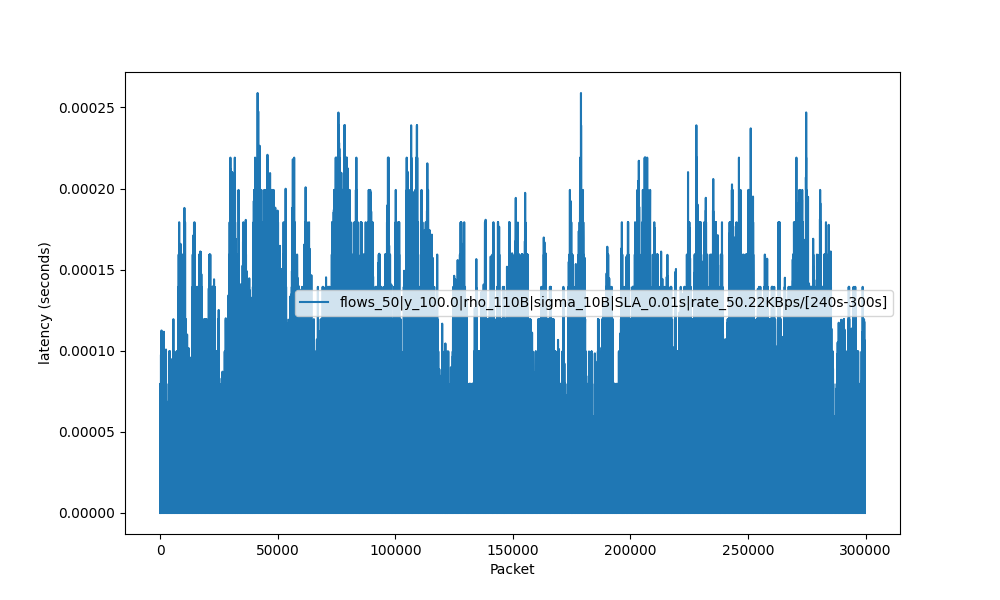 0.00025
0.00020
0.00015
0.00010
0.00005
0.00000
latency (seconds)
flows_50|y_100.0|rho_110B|sigma_10B|SLA_0.01s|rate_50.22KBps/[240s-300s]
0 50000 100000 150000 200000 250000 300000
Packet